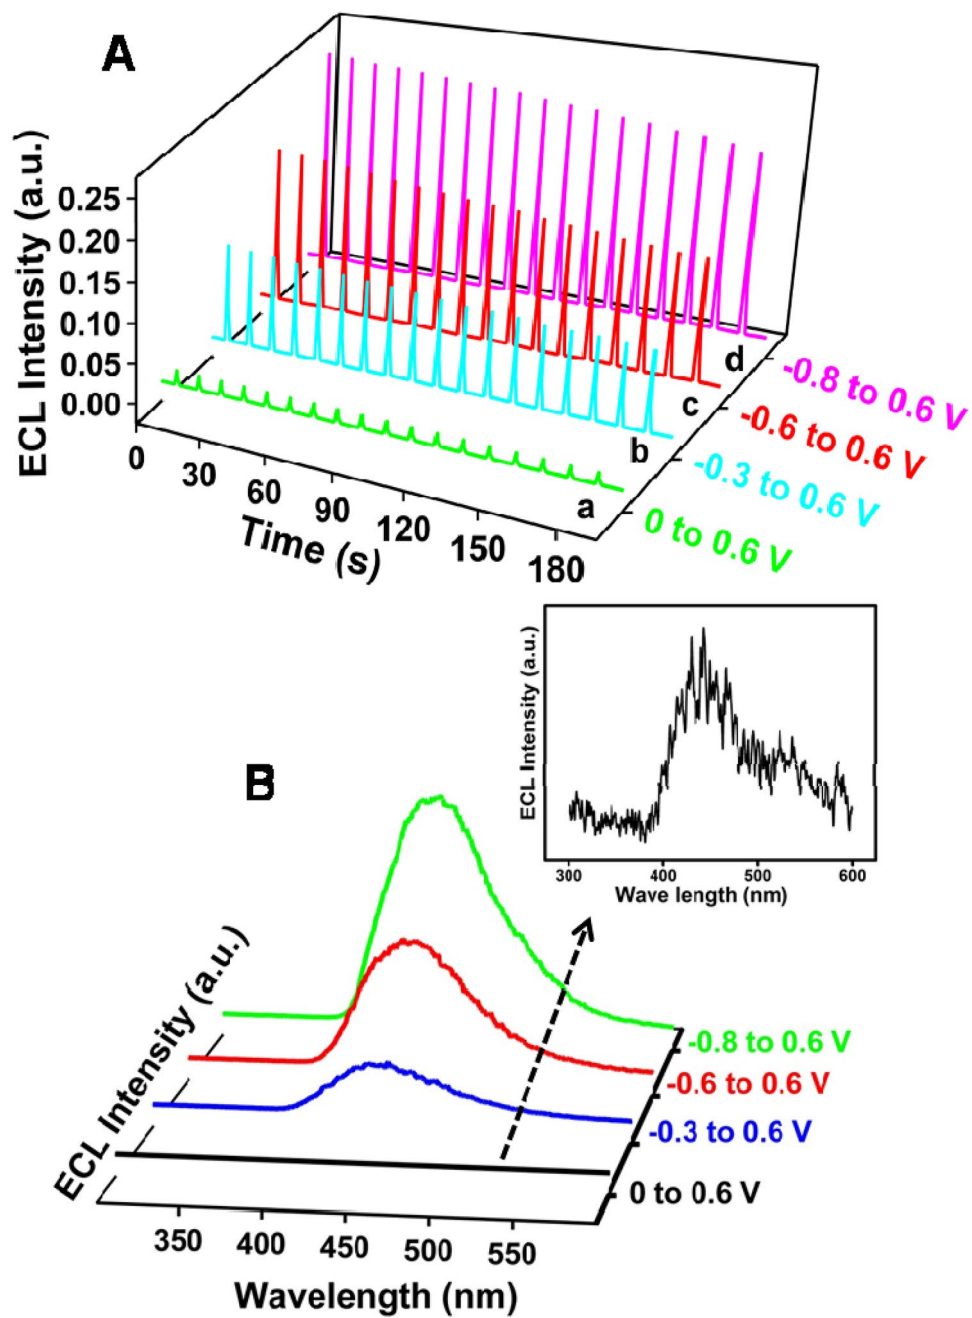 A
ECL Intensity (a.u.)
0.25
0.20
0.15
0.10
0.05
0.00
0
30
60
90
120
150
180
Time (s)
a
b
c
d
-0.8 to 0.6 V
-0.6 to 0.6 V
-0.3 to 0.6 V
0 to 0.6 V
ECL Intensity (a.u.)
300
400
500
600
Wave length (nm)
B
ECL Intensity (a.u.)
-0.8 to 0.6 V
-0.6 to 0.6 V
-0.3 to 0.6 V
0 to 0.6 V
350
400
450
500
550
Wavelength (nm)